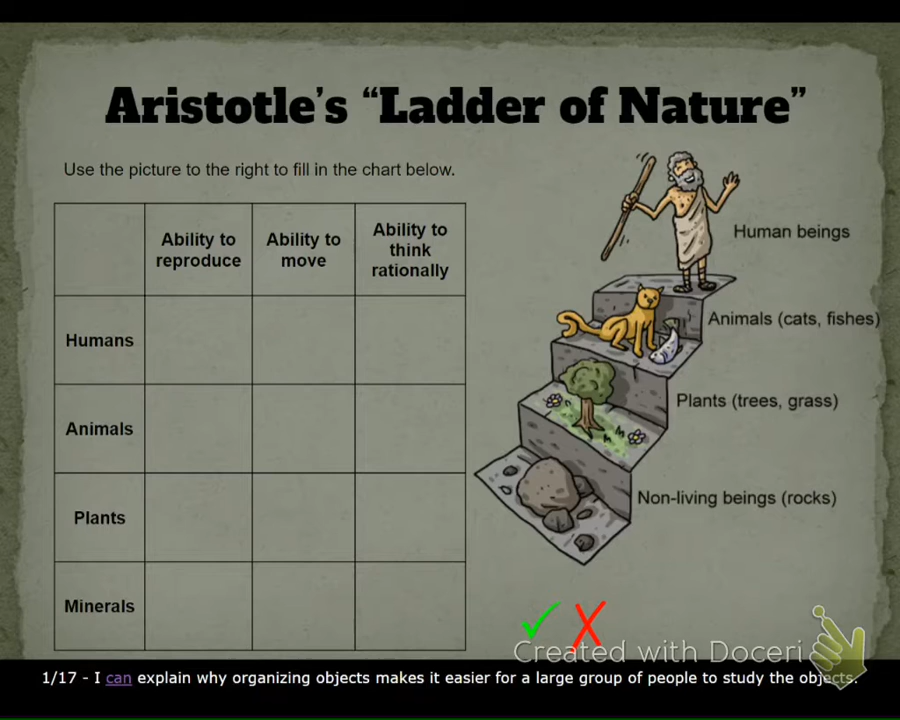 Aristotle's “Ladder of Nature”
Use the picture to the right to fill in the chart below.
Ability to
reproduce
Ability to
move
Ability to
think
rationally
Humans
Animals
Plants
Minerals
Human beings
Animals (cats, fishes)
Plants (trees, grass)
Non-living beings (rocks)
Created with Doceri
1/17 - I can explain why organizing objects makes it easier for a large group of people to study the objects.